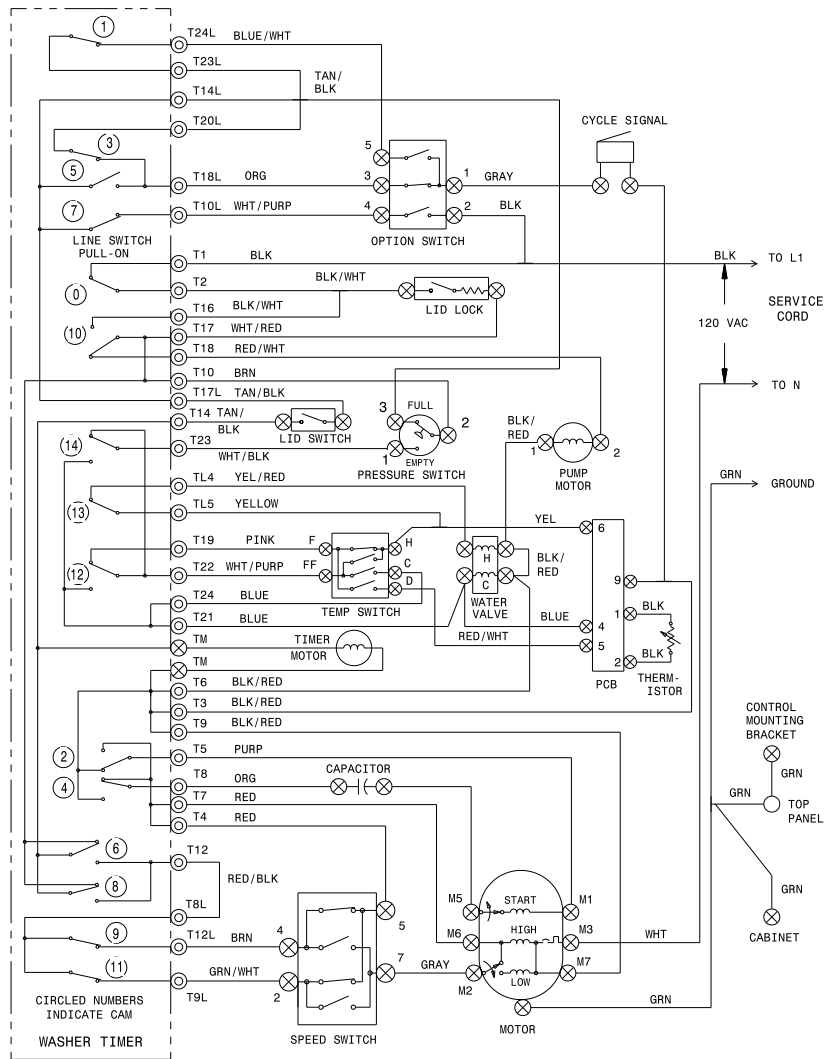 1
T24L BLUE/WHT
T23L
TAN/
BLK
T14L
T20L
CYCLE SIGNAL
3
5
5
T18L ORG 3 1 GRAY
7
T10L WHT/PURP 4 2 BLK
LINE SWITCH
PULL-ON
OPTION SWITCH
T1 BLK BLK TO L1
T2 BLK/WHT
0
LID LOCK
SERVICE
CORD
T16 BLK/WHT
10
T17 WHT/RED
120 VAC
T18 RED/WHT
T10 BRN
TO N
T17L TAN/BLK
T14 TAN/
BLK
LID SWITCH
3 FULL 2
BLK/
RED
1 2
14
T23 WHT/BLK
1 EMPTY
PRESSURE SWITCH
PUMP
MOTOR
TL4 YEL/RED
GRN GROUND
13
TL5 YELLOW
YEL 6
T19 PINK F H
H
BLK/
RED
12
T22 WHT/PURP FF C
C
9
D
T24 BLUE
TEMP SWITCH
WATER
VALVE
1 BLK
T21 BLUE
BLUE 4
RED/WHT
5
TM TIMER
MOTOR
2 BLK
TM
PCB
THERM-
ISTOR
T6 BLK/RED
T3 BLK/RED
T9 BLK/RED
CONTROL
MOUNTING
BRACKET
2
T5 PURP
GRN
4
T8 ORG
CAPACITOR
GRN
TOP
PANEL
T7 RED
T4 RED
6
T12
RED/BLK
8
GRN
T8L
M5 START M1
5
CABINET
9
T12L BRN 4
M6 HIGH M3 WHT
11
GRN/WHT 2
7 GRAY
M2 LOW M7
T9L
CIRCLED NUMBERS
INDICATE CAM
GRN
WASHER TIMER
SPEED SWITCH
MOTOR